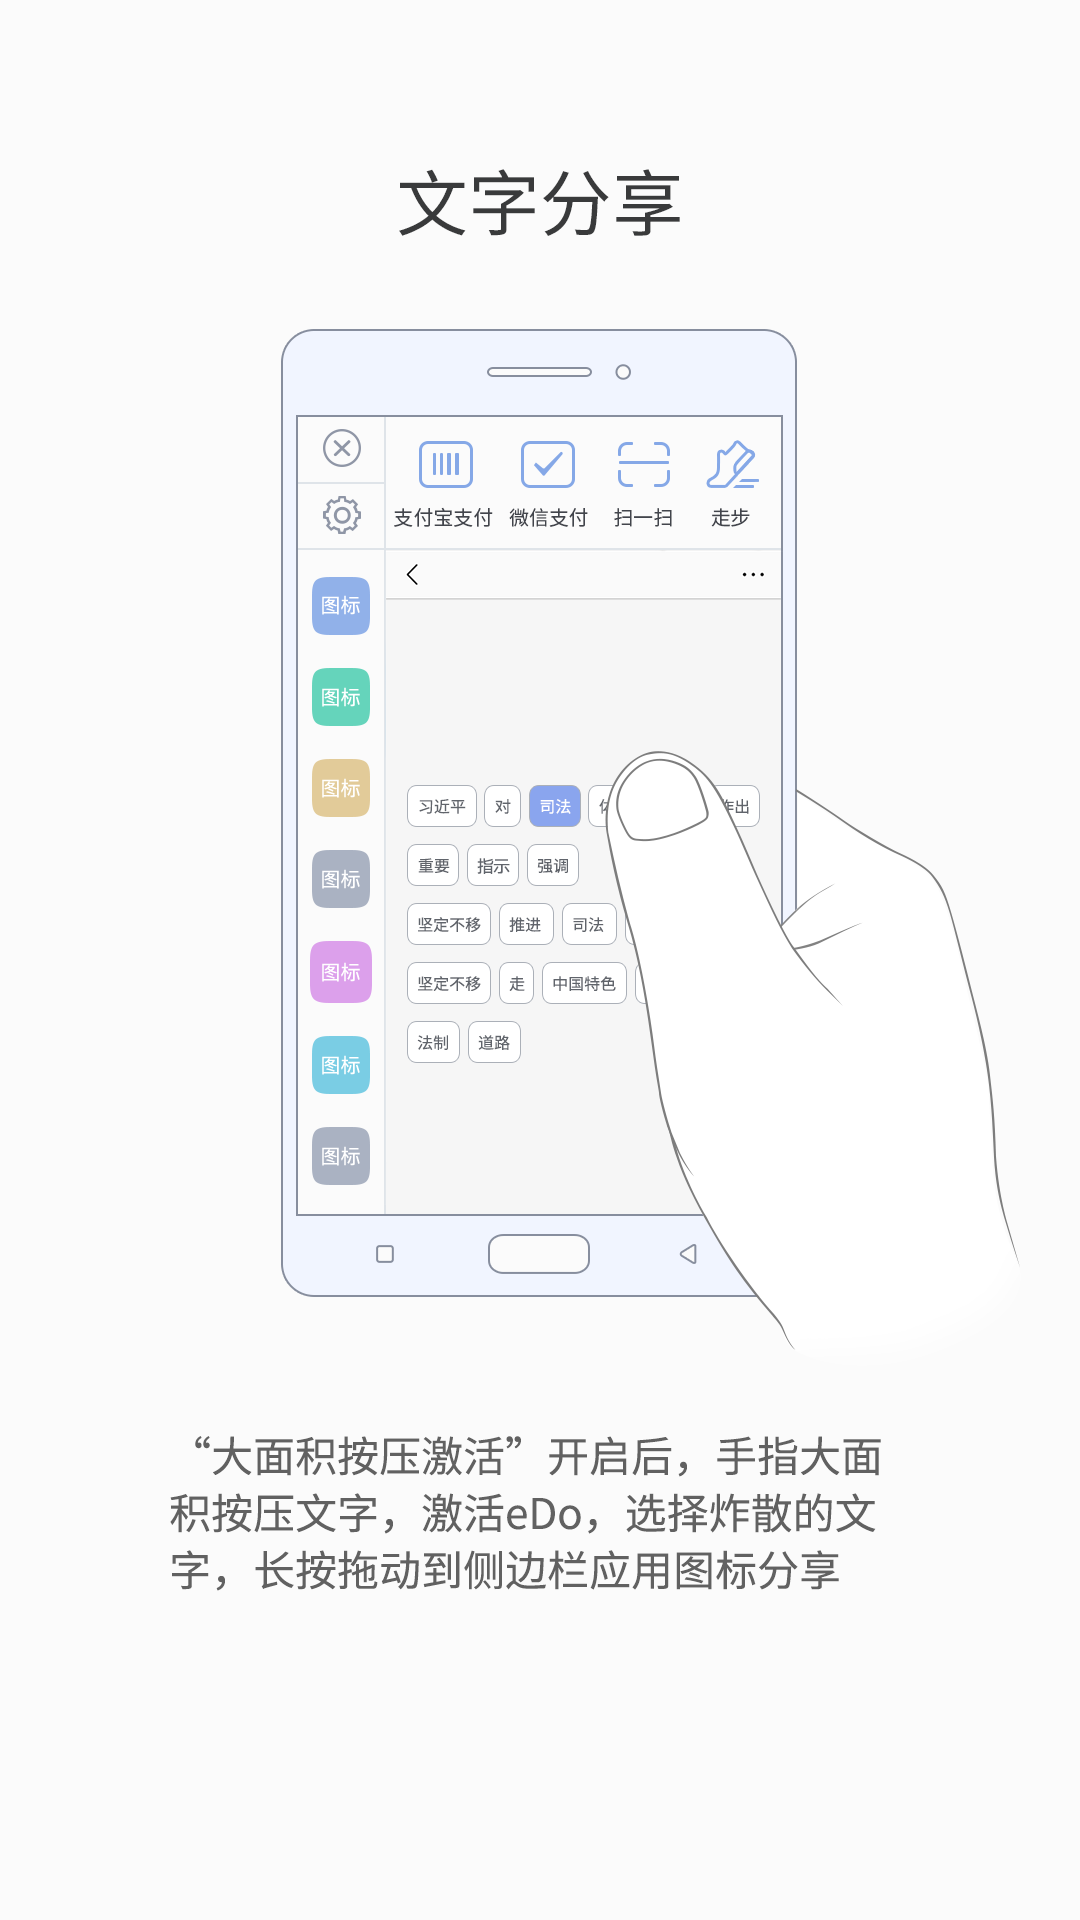 文字分享
支付宝支付 微信支付 扫一扫 走步
图标
图标
图标
图标
图标
图标
图标
习近平 对 司法 作出
重要 指示 强调
坚定不移 推进 司法
坚定不移 走 中国特色
法制 道路
“大面积按压激活”开启后，手指大面
积按压文字，激活eDo，选择炸散的文
字，长按拖动到侧边栏应用图标分享